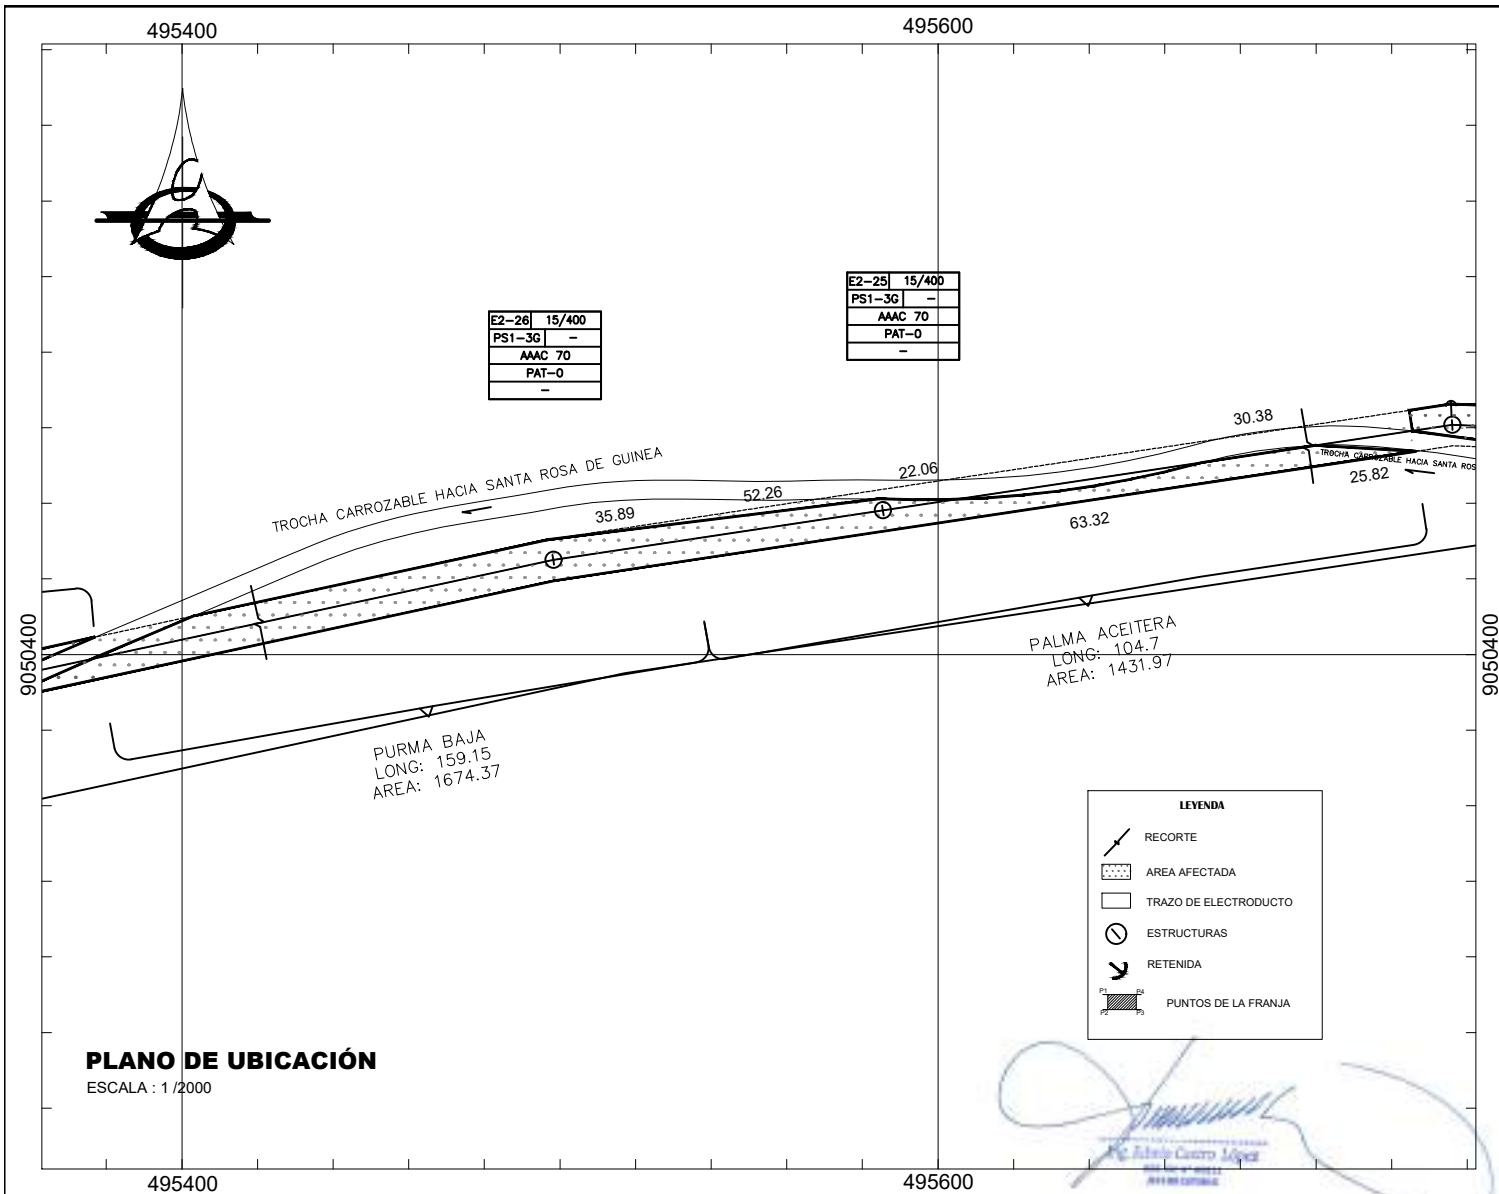 495400
495600
E2-25 15/400
PS1-3G -
AAAC 70
PAT-0
-
E2-26 15/400
PS1-3G -
AAAC 70
PAT-0
-
30.38
TROCHA CARROZABLE HACIA SANTA ROSA DE GUINEA
22.06
TROCHA CARROZABLE HACIA SANTA ROS
52.26
25.82
35.89
63.32
9050400
9050400
PALMA ACEITERA
LONG: 104.7
AREA: 1431.97
PURMA BAJA
LONG: 159.15
AREA: 1674.37
LEYENDA
RECORTE
AREA AFECTADA
TRAZO DE ELECTRODUCTO
ESTRUCTURAS
RETENIDA
P1 P4
PUNTOS DE LA FRANJA
P2 P3
PLANO DE UBICACIÓN
ESCALA : 1 /2000
Castro López
495400
495600